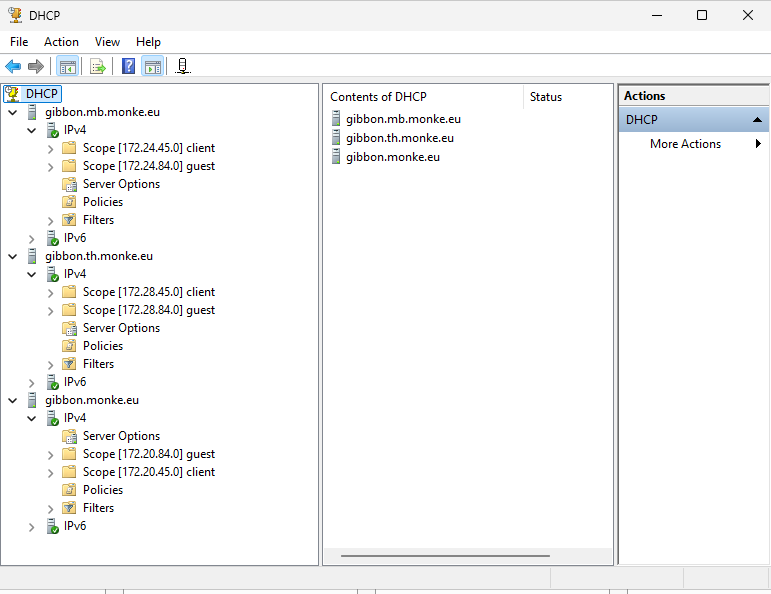 DHCP
File Action View Help
DHCP
gibbon.mb.monke.eu
IPv4
Scope [172.24.45.0] client
Scope [172.24.84.0] guest
Server Options
Policies
Filters
IPv6
gibbon.th.monke.eu
IPv4
Scope [172.28.45.0] client
Scope [172.28.84.0] guest
Server Options
Policies
Filters
IPv6
gibbon.monke.eu
IPv4
Server Options
Scope [172.20.84.0] guest
Scope [172.20.45.0] client
Policies
Filters
IPv6
Contents of DHCP Status
gibbon.mb.monke.eu
gibbon.th.monke.eu
gibbon.monke.eu
Actions
DHCP
More Actions